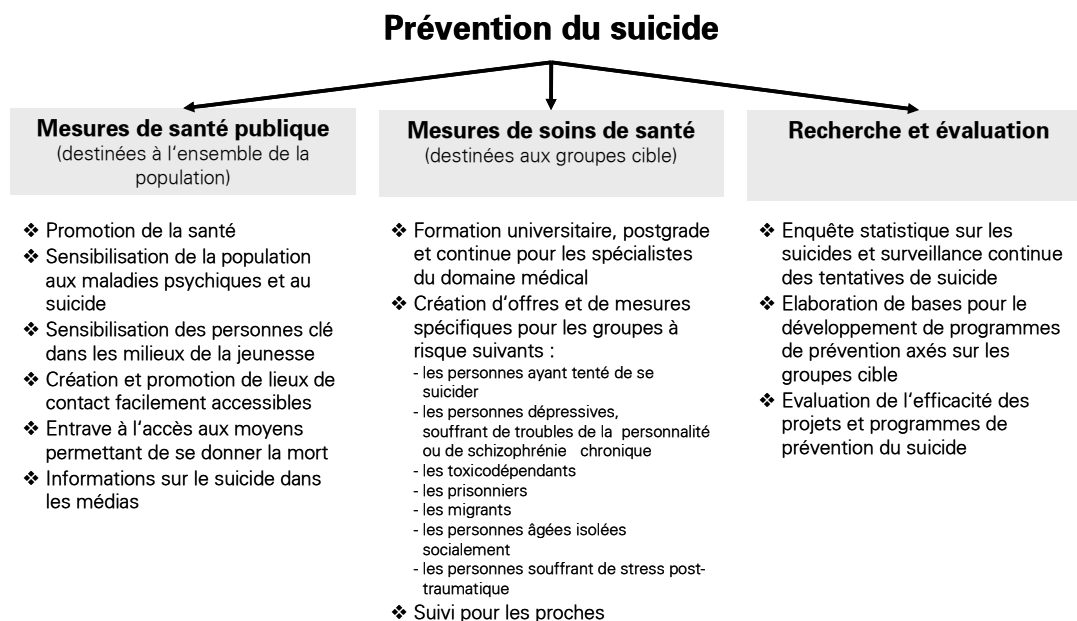 Prévention du suicide
Mesures de santé publique
(destinées à l‘ensemble de la
population)
❖ Promotion de la santé
❖ Sensibilisation de la population
aux maladies psychiques et au
suicide
❖ Sensibilisation des personnes clé
dans les milieux de la jeunesse
❖ Création et promotion de lieux de
contact facilement accessibles
❖ Entrave à l‘accès aux moyens
permettant de se donner la mort
❖ Informations sur le suicide dans
les médias
Mesures de soins de santé
(destinées aux groupes cible)
❖ Formation universitaire, postgrade
et continue pour les spécialistes
du domaine médical
❖ Création d‘offres et de mesures
spécifiques pour les groupes à
risque suivants :
- les personnes ayant tenté de se
suicider
- les personnes dépressives,
souffrant de troubles de la personnalité
ou de schizophrénie chronique
- les toxicodépendants
- les prisonniers
- les migrants
- les personnes âgées isolées
socialement
- les personnes souffrant de stress post-
traumatique
❖ Suivi pour les proches
Recherche et évaluation
❖ Enquête statistique sur les
suicides et surveillance continue
des tentatives de suicide
❖ Elaboration de bases pour le
développement de programmes
de prévention axés sur les
groupes cible
❖ Evaluation de l‘efficacité des
projets et programmes de
prévention du suicide